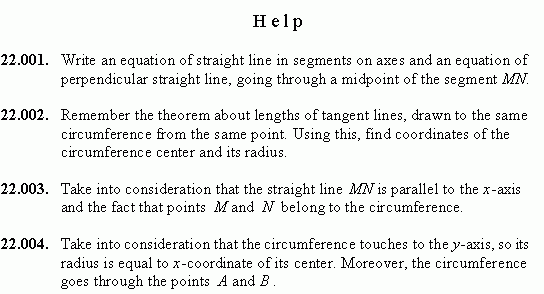 Help
22.001. Write an equation of straight line in segments on axes and an equation of
perpendicular straight line, going through a midpoint of the segment MN.
22.002. Remember the theorem about lengths of tangent lines, drawn to the same
circumference from the same point. Using this, find coordinates of the
circumference center and its radius.
22.003. Take into consideration that the straight line MN is parallel to the x-axis
and the fact that points M and N belong to the circumference.
22.004. Take into consideration that the circumference touches to the y-axis, so its
radius is equal to x-coordinate of its center. Moreover, the circumference
goes through the points A and B .